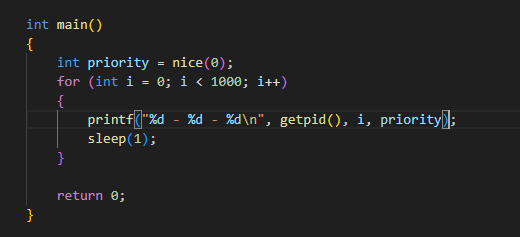 int main()
{
    int priority = nice(0);
    for (int i = 0; i < 1000; i++)
    {
        printf("%d - %d - %d\n", getpid(), i, priority);
        sleep(1);
    }

    return 0;
}